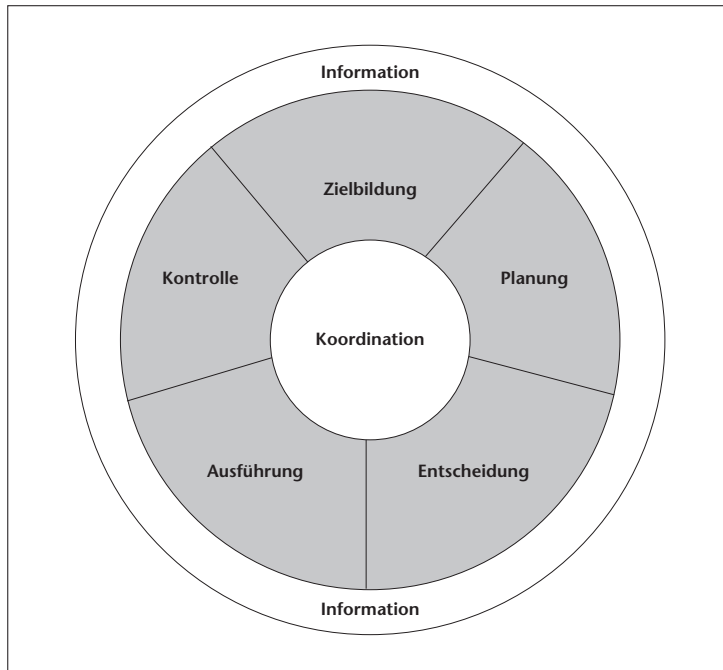 Information
Zielbildung
Kontrolle
Planung
Koordination
Ausführung
Entscheidung
Information